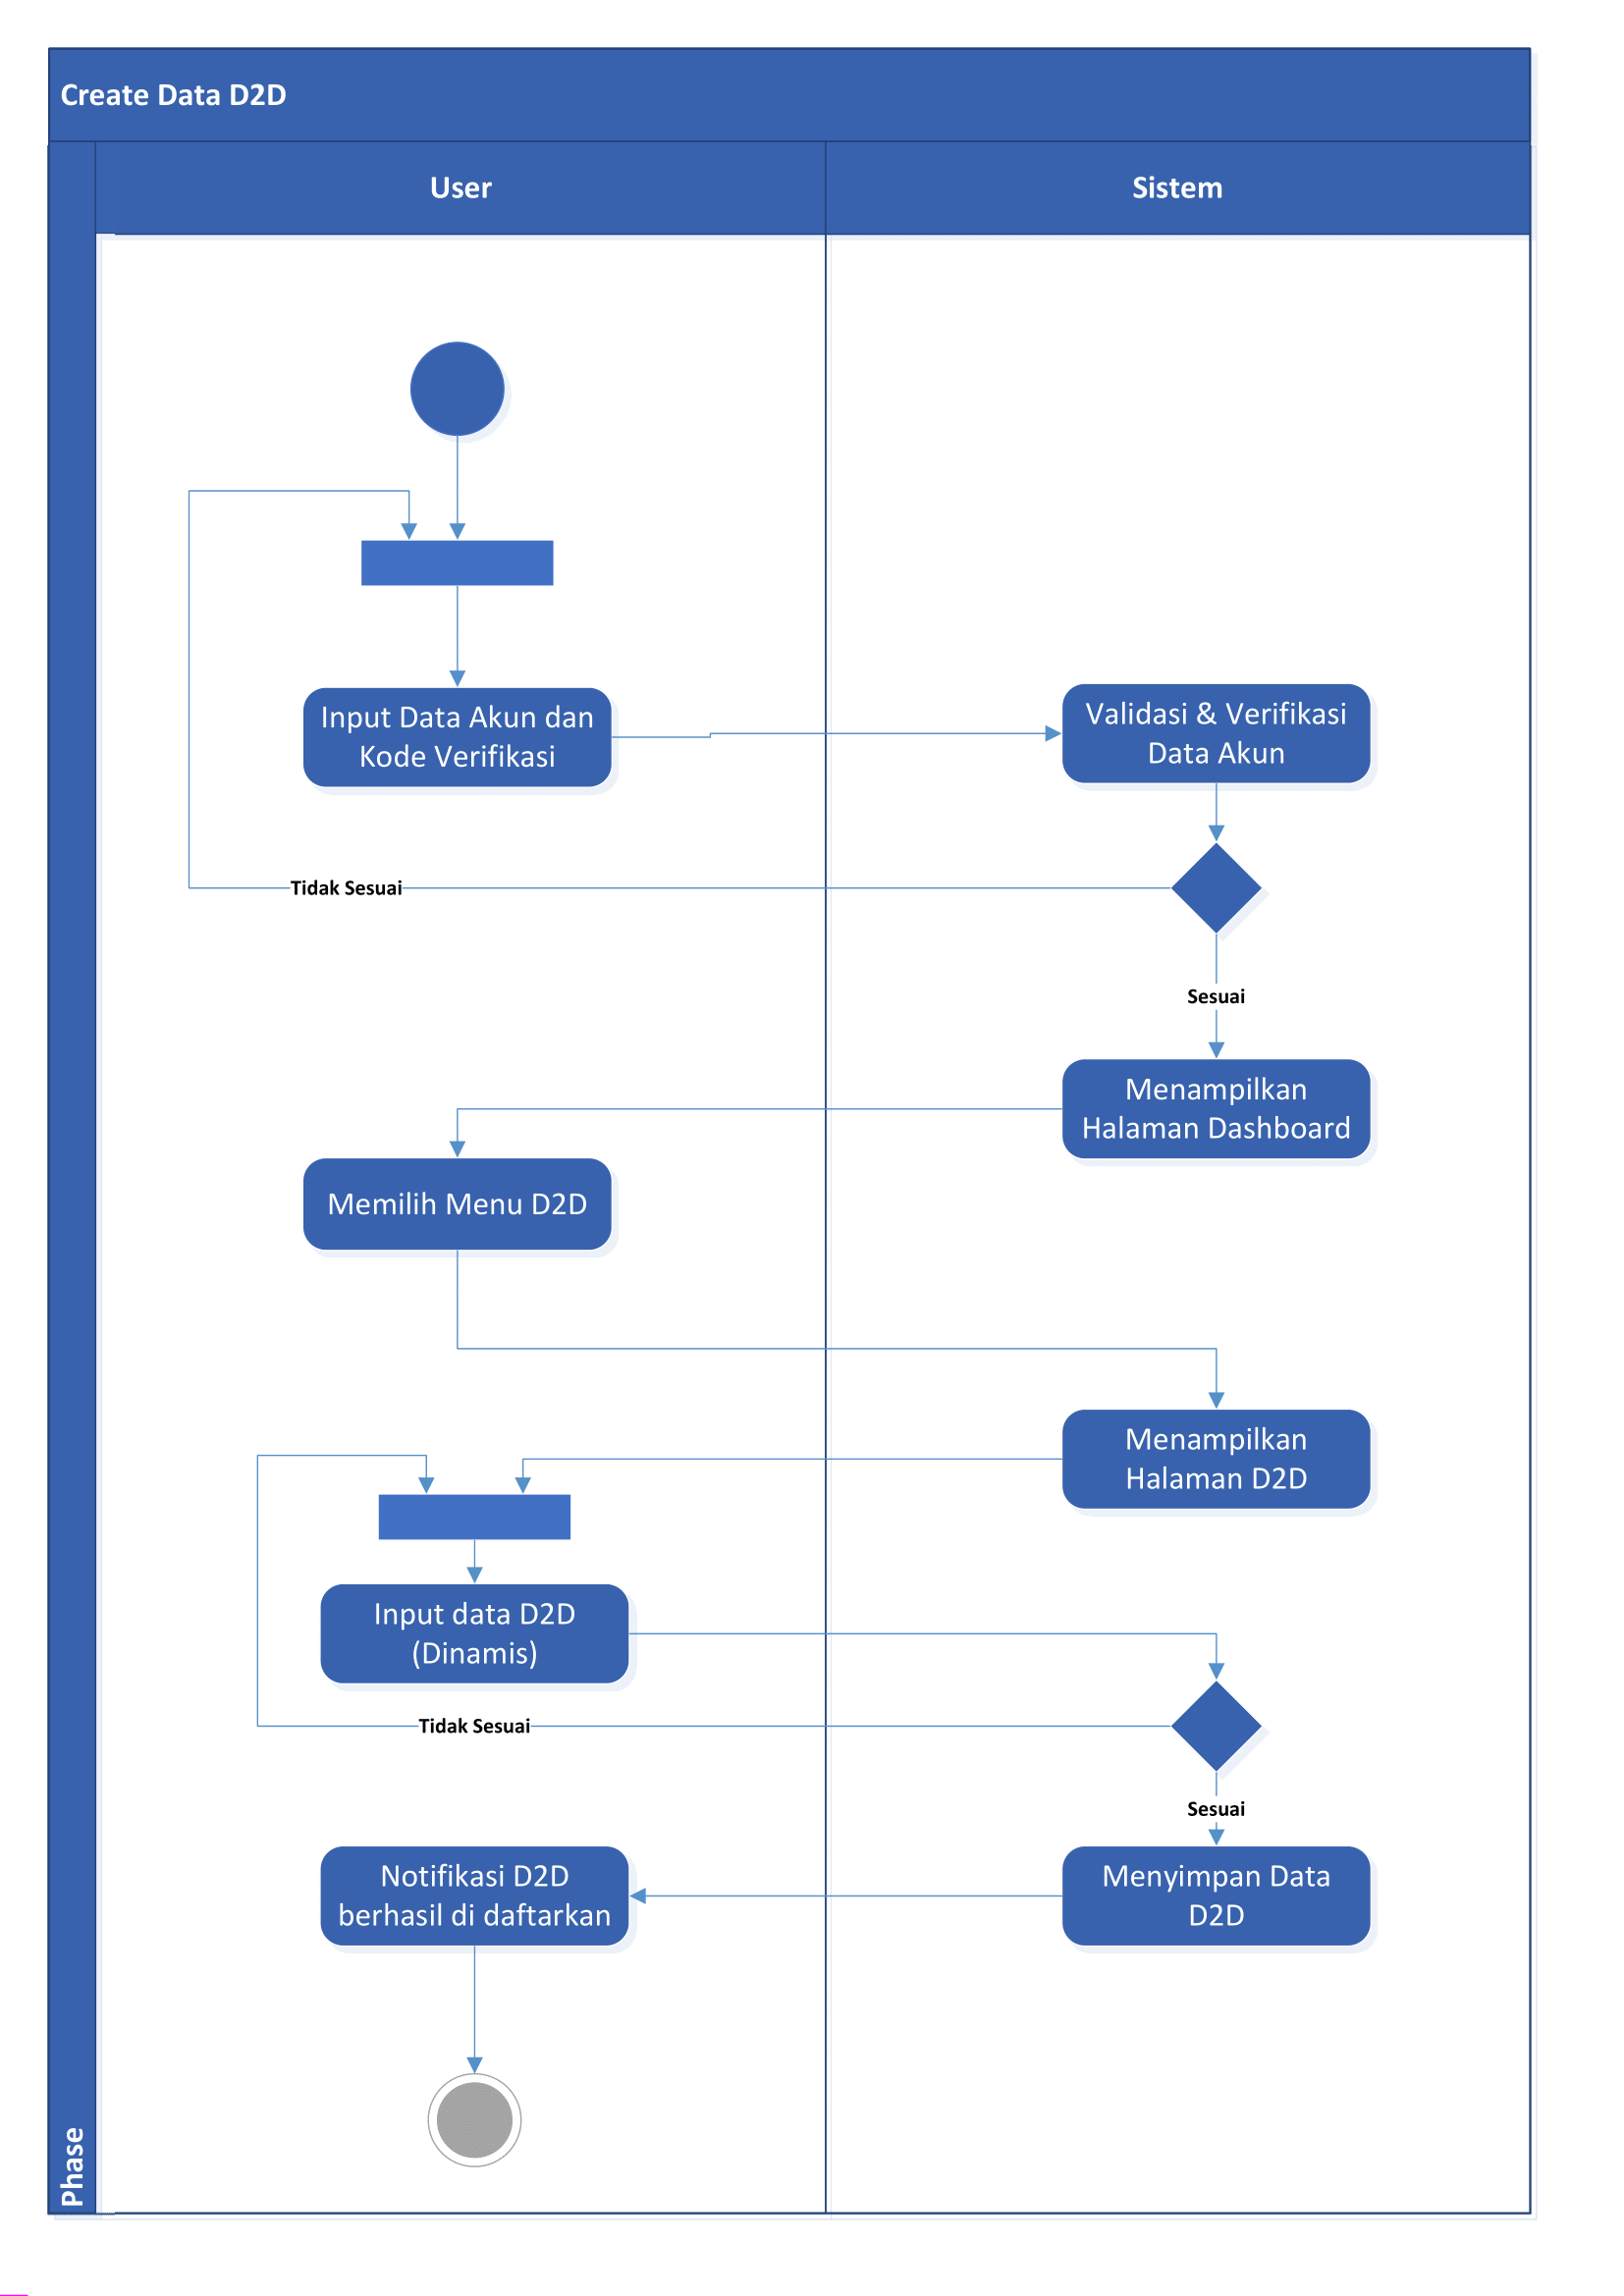 Create Data D2D
User
Sistem
Input Data Akun dan
Kode Verifikasi
Validasi & Verifikasi
Data Akun
Tidak Sesuai
Sesuai
Menampilkan
Halaman Dashboard
Memilih Menu D2D
Menampilkan
Halaman D2D
Input data D2D
(Dinamis)
Tidak Sesuai
Sesuai
Notifikasi D2D
berhasil di daftarkan
Menyimpan Data
D2D
Phase